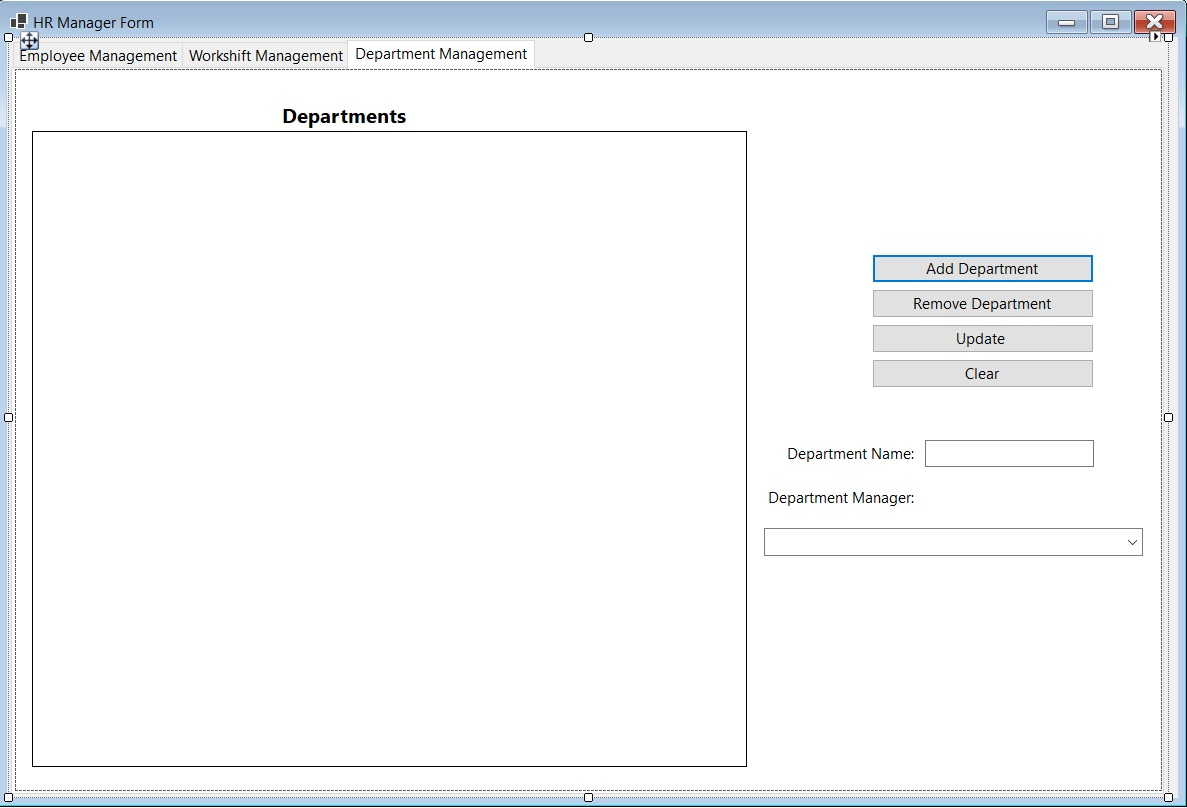 HR Manager Form
Employee Management Workshift Management Department Management
Departments
Add Department
Remove Department
Update
Clear
Department Name:
Department Manager: